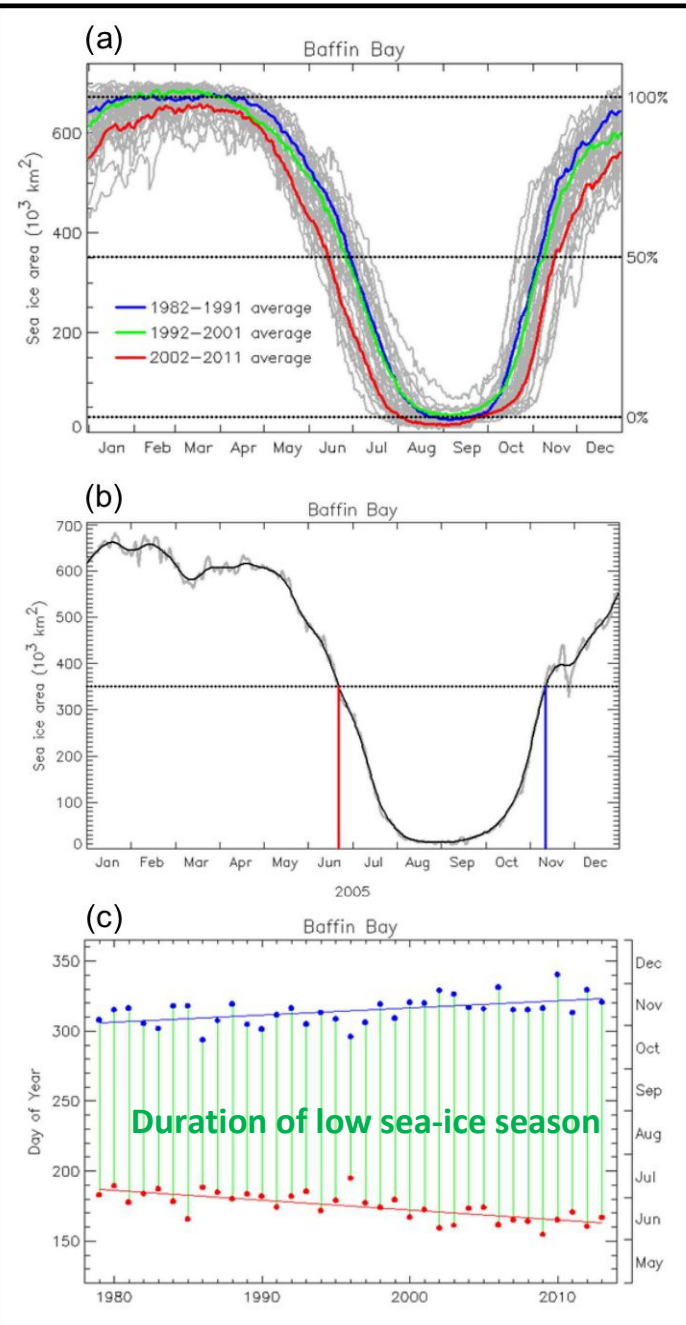 (a)
Baffin Bay
Sea ice area (10³ km²)
600
400
200
0
100%
50%
0%
1982–1991 average
1992–2001 average
2002–2011 average
Jan Feb Mar Apr May Jun Jul Aug Sep Oct Nov Dec
(b)
Baffin Bay
Sea ice area (10³ km²)
700
600
500
400
300
200
100
0
Jan Feb Mar Apr May Jun Jul Aug Sep Oct Nov Dec
2005
(c)
Baffin Bay
Day of Year
350
300
250
200
150
Duration of low sea-ice season
Dec
Nov
Oct
Sep
Aug
Jul
Jun
May
1980 1990 2000 2010